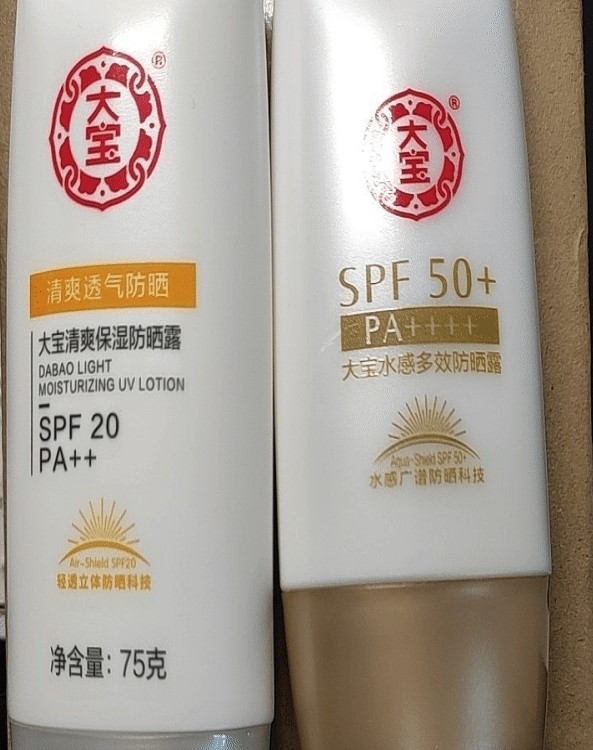 大宝
®
清爽透气防晒
大宝清爽保湿防晒露
DABAO LIGHT
MOISTURIZING UV LOTION
SPF 20
PA++
Air-Shield SPF20
轻透立体防晒科技
净含量：75克
大宝
®
SPF 50+
PA++++
大宝水感多效防晒露
Aqua-Shield SPF 50+
水感广谱防晒科技